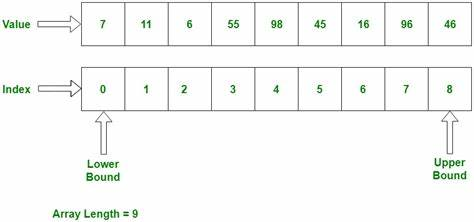 Value 7 11 6 55 98 45 16 96 46
Index 0 1 2 3 4 5 6 7 8
Lower Upper
Bound Bound
Array Length = 9